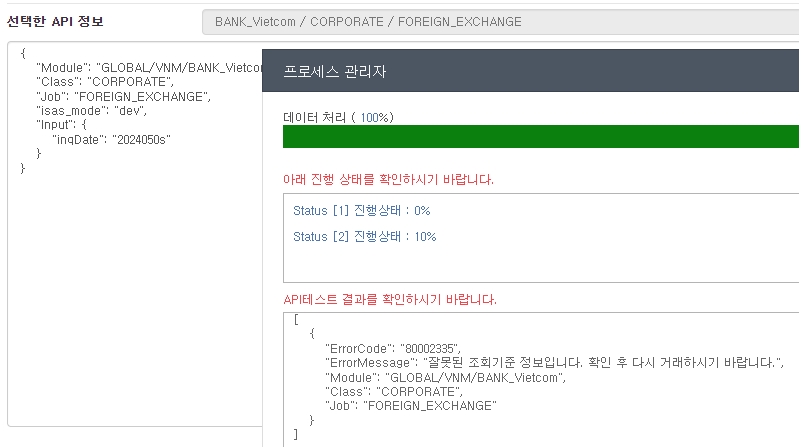 선택한 API 정보
BANK_Vietcom / CORPORATE / FOREIGN_EXCHANGE
{
"Module": "GLOBAL/VNM/BANK_Vietcom
"Class": "CORPORATE",
"Job": "FOREIGN_EXCHANGE",
"isas_mode": "dev",
"Input": {
"inqDate": "2024050s"
}
}
프로세스 관리자
데이터 처리 ( 100%)
아래 진행 상태를 확인하시기 바랍니다.
Status [1] 진행상태 : 0%
Status [2] 진행상태 : 10%
API테스트 결과를 확인하시기 바랍니다.
[
{
"ErrorCode": "80002335",
"ErrorMessage": "잘못된 조회기준 정보입니다. 확인 후 다시 거래하시기 바랍니다.",
"Module": "GLOBAL/VNM/BANK_Vietcom",
"Class": "CORPORATE",
"Job": "FOREIGN_EXCHANGE"
}
]